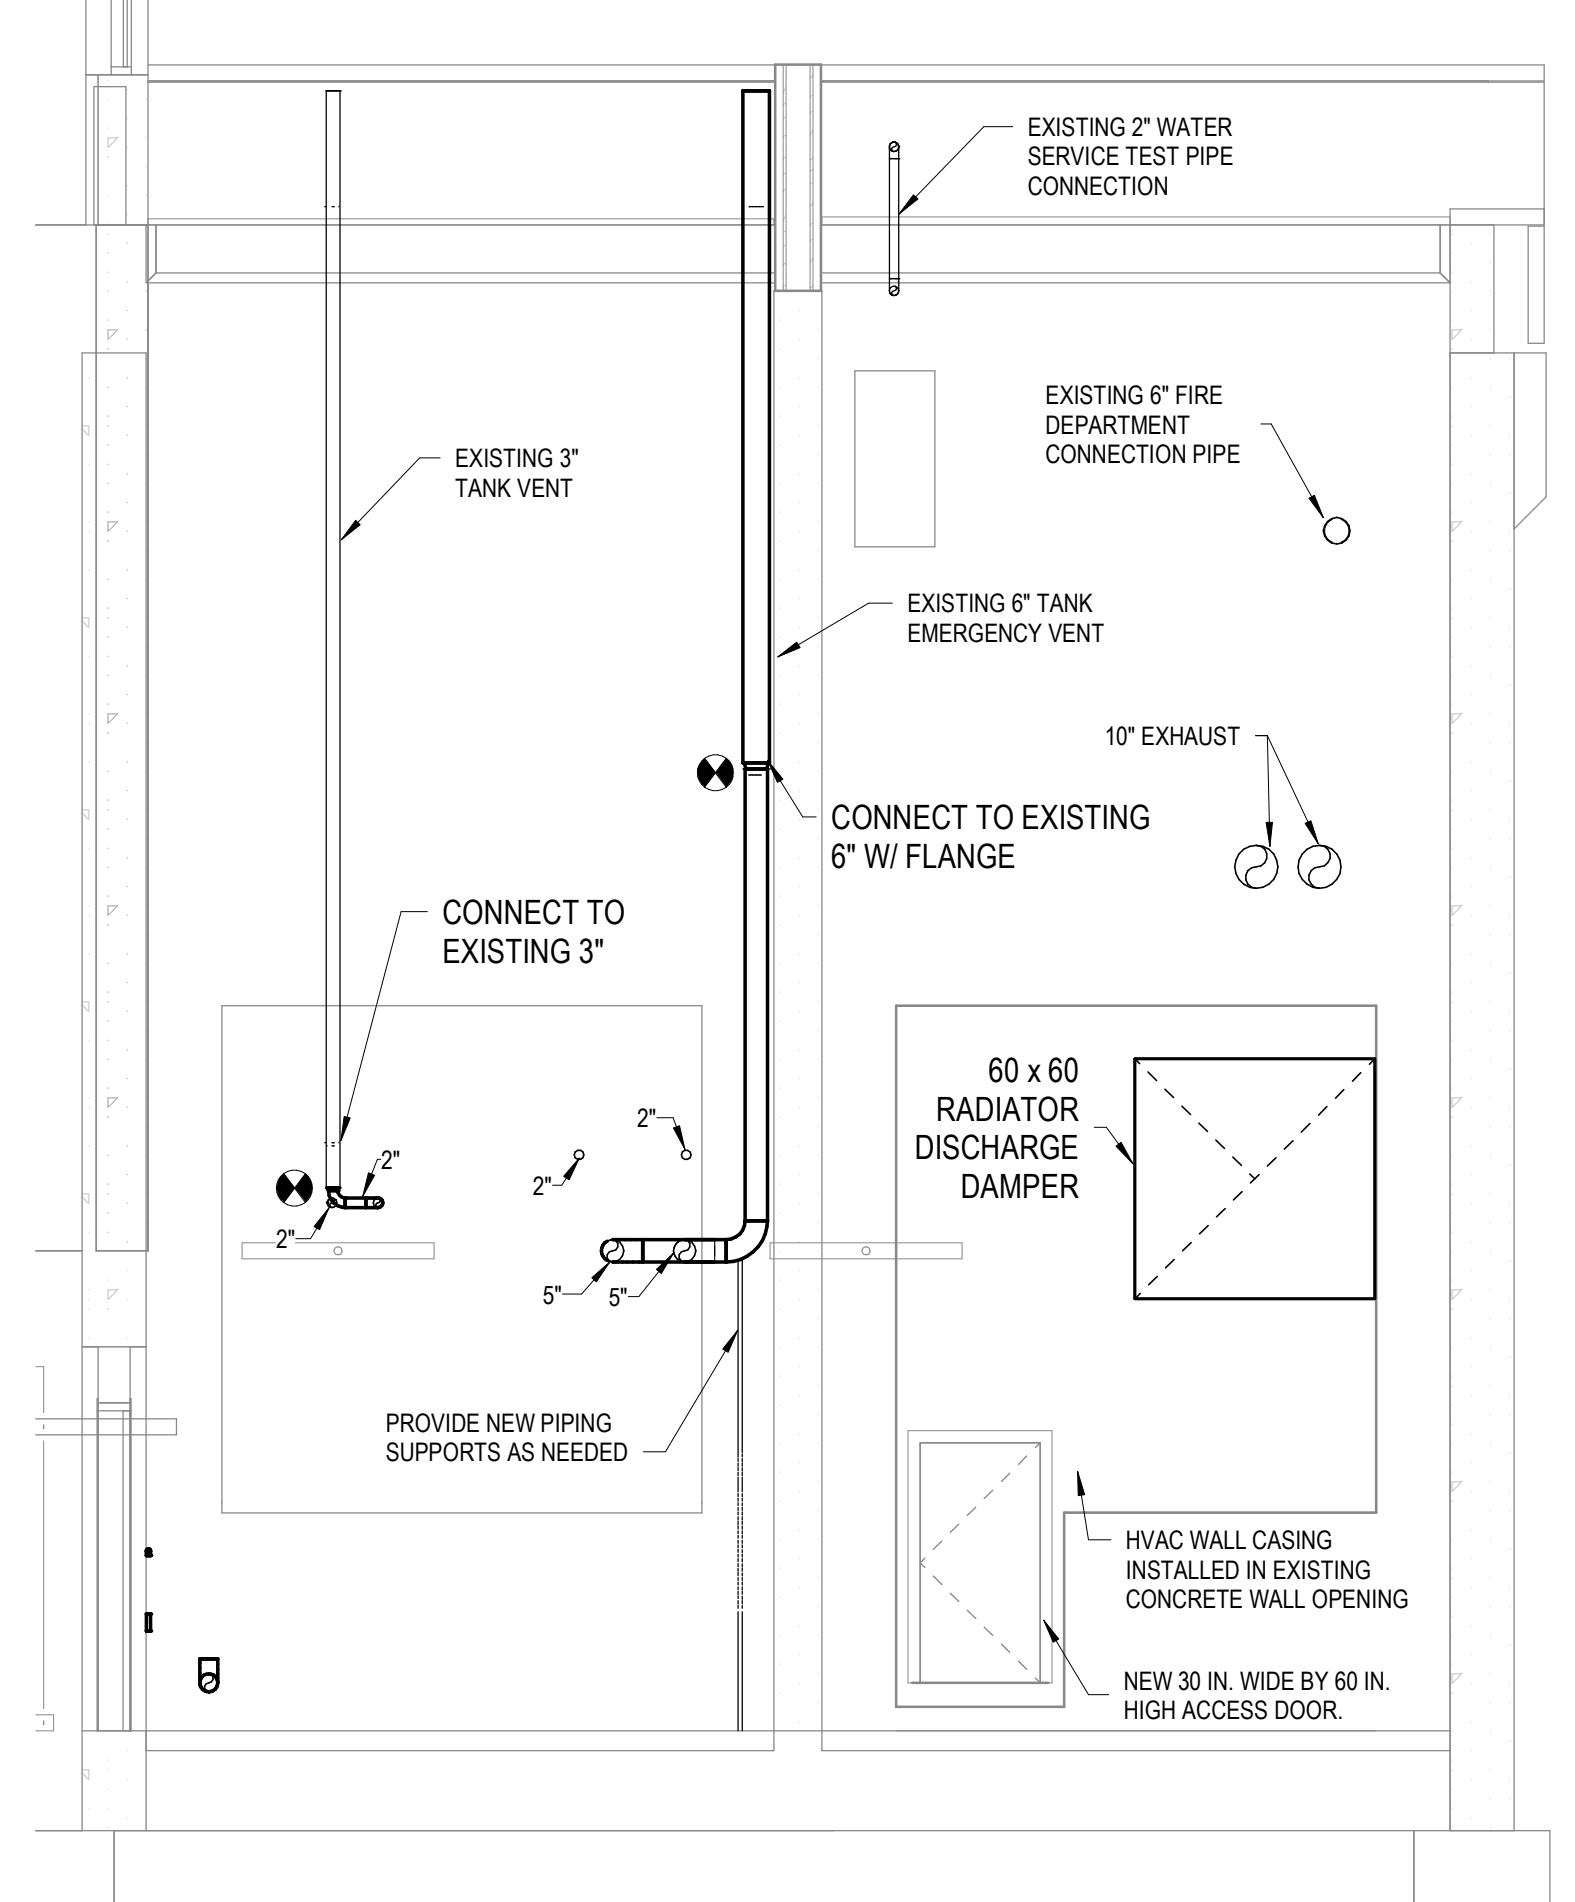 EXISTING 2" WATER
SERVICE TEST PIPE
CONNECTION
EXISTING 6" FIRE
DEPARTMENT
CONNECTION PIPE
EXISTING 3"
TANK VENT
EXISTING 6" TANK
EMERGENCY VENT
10" EXHAUST
CONNECT TO EXISTING
6" W/ FLANGE
CONNECT TO
EXISTING 3"
60 x 60
RADIATOR
DISCHARGE
DAMPER
2"
2"
2"
2"
5"
5"
PROVIDE NEW PIPING
SUPPORTS AS NEEDED
HVAC WALL CASING
INSTALLED IN EXISTING
CONCRETE WALL OPENING
NEW 30 IN. WIDE BY 60 IN.
HIGH ACCESS DOOR.